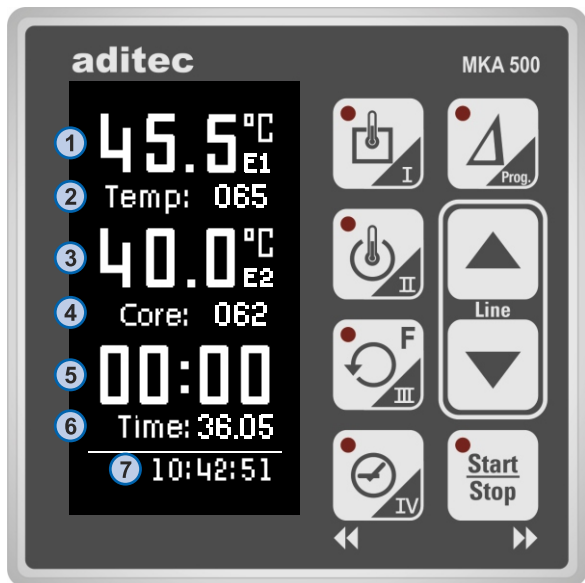 aditec MKA 500
1 45.5°C E1
2 Temp: 065
3 40.0°C E2
4 Core: 062
5 00:00
6 Time: 36.05
7 10:42:51
I
Prog.
II
Line
F
III
IV
Start
Stop